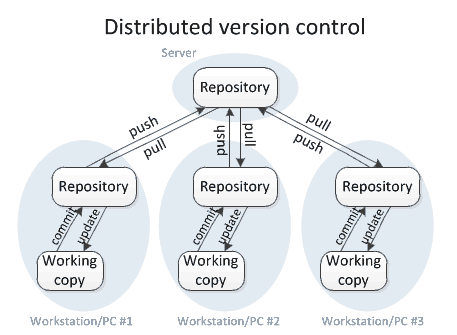 Distributed version control
Server
Repository
push
pull
push
pull
pull
push
Repository
Repository
Repository
commit
update
commit
update
commit
update
Working
copy
Working
copy
Working
copy
Workstation/PC #1
Workstation/PC #2
Workstation/PC #3